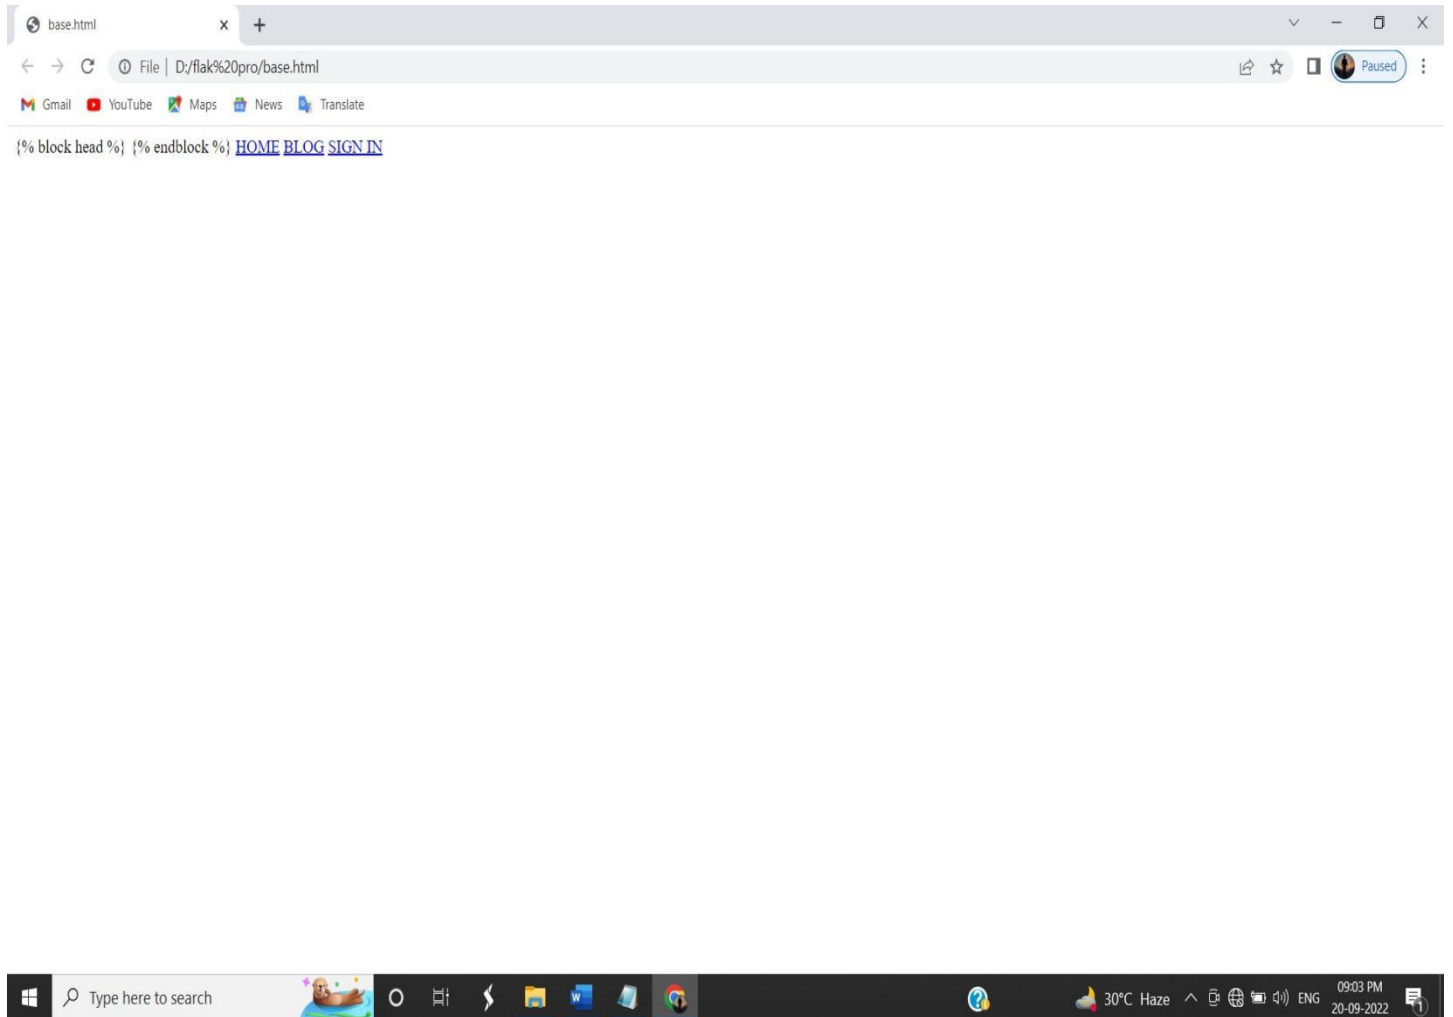 base.html
File | D:/flak%20pro/base.html
Paused
Gmail YouTube Maps News Translate
{% block head %} {% endblock %} HOME BLOG SIGN IN
Type here to search
30°C Haze
ENG
09:03 PM
20-09-2022
1